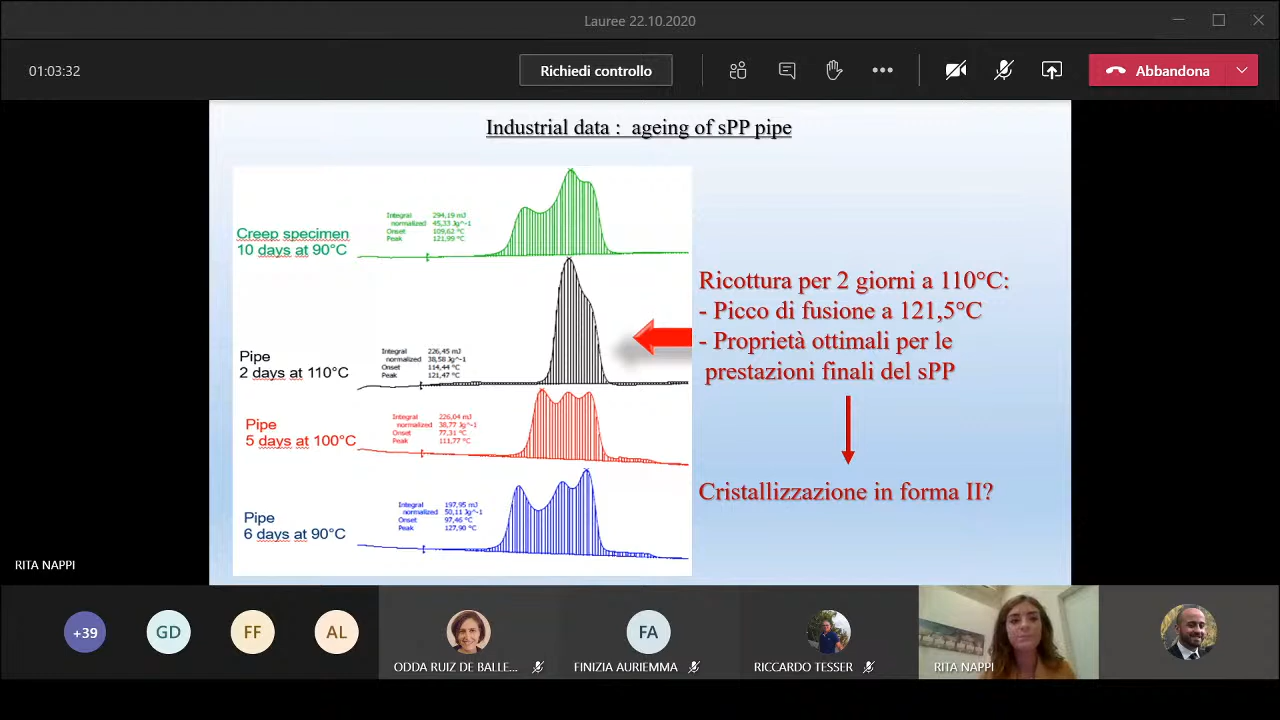 Lauree 22.10.2020
01:03:32
Richiedi controllo
Abbandona
Industrial data : ageing of sPP pipe
Creep specimen
10 days at 90°C
Integral 294,19 mJ
normalized 45,33 Jg^-1
Onset 109,62 °C
Peak 121,99 °C
Pipe
2 days at 110°C
Integral 226,45 mJ
normalized 38,58 Jg^-1
Onset 114,44 °C
Peak 121,47 °C
Pipe
5 days at 100°C
Integral 226,04 mJ
normalized 38,77 Jg^-1
Onset 77,31 °C
Peak 111,77 °C
Pipe
6 days at 90°C
Integral 197,95 mJ
normalized 50,11 Jg^-1
Onset 97,46 °C
Peak 127,90 °C
Ricottura per 2 giorni a 110°C:
- Picco di fusione a 121,5°C
- Proprietà ottimali per le
prestazioni finali del sPP
Cristallizzazione in forma II?
RITA NAPPI
+39
GD
FF
AL
ODDA RUIZ DE BALLE...
FA
FINIZIA AURIEMMA
RICCARDO TESSER
RITA NAPPI